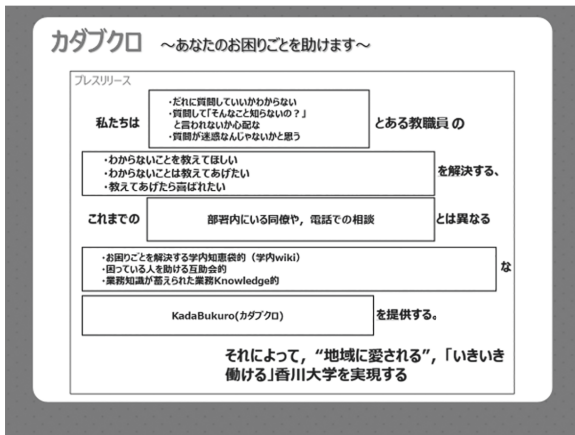 カダブクロ ～あなたのお困りごとを助けます～
プレスリリース
私たちは
・だれに質問していいかわからない
・質問して「そんなこと知らないの？」
と言われないか心配な
・質問が迷惑なんじゃないかと思う
とある教職員 の
・わからないことを教えてほしい
・わからないことは教えてあげたい
・教えてあげたら喜ばれたい
を解決する、
これまでの
部署内にいる同僚や，電話での相談
とは異なる
・お困りごとを解決する学内知恵袋的（学内wiki）
・困っている人を助ける互助会的
・業務知識が蓄えられた業務Knowledge的
な
KadaBukuro(カダブクロ)
を提供する。
それによって，“地域に愛される”，「いきいき
働ける」香川大学を実現する